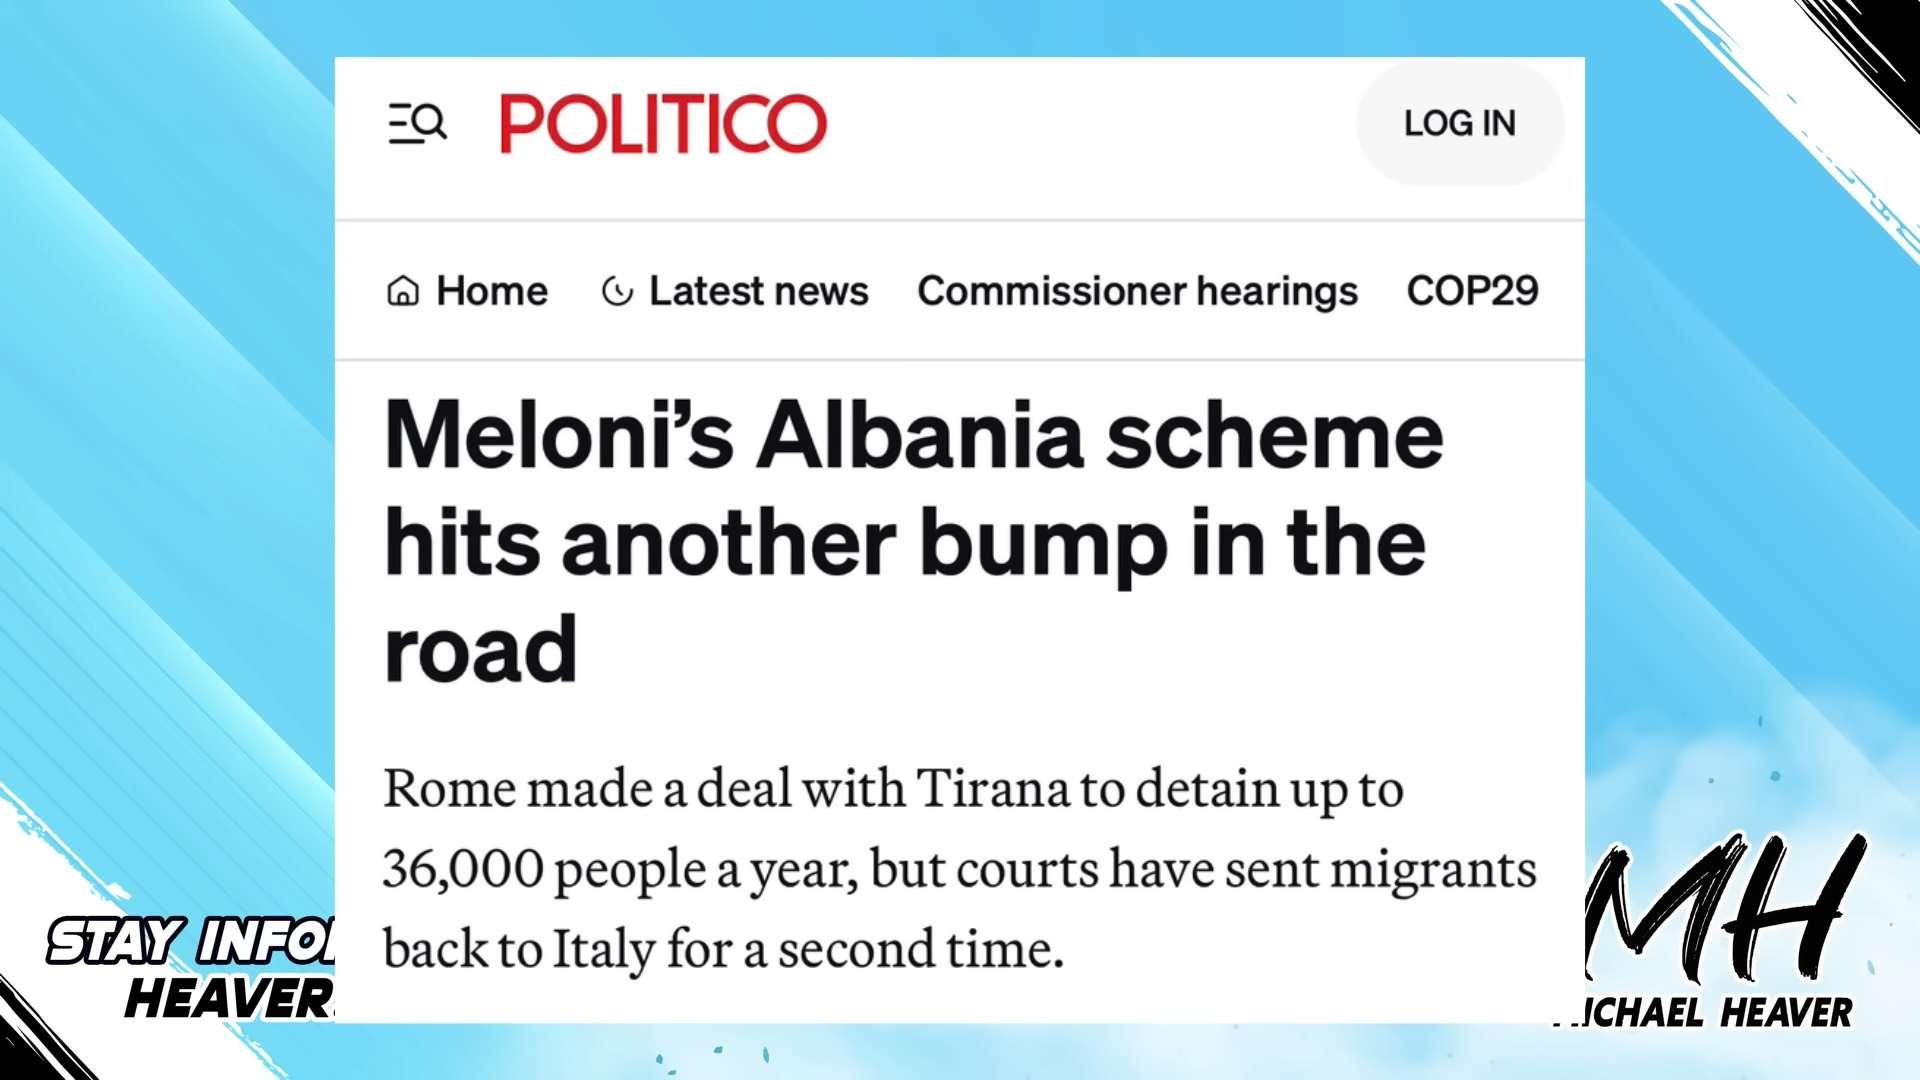 POLITICO
LOG IN
Home
Latest news
Commissioner hearings
COP29
Meloni’s Albania scheme
hits another bump in the
road
Rome made a deal with Tirana to detain up to
36,000 people a year, but courts have sent migrants
back to Italy for a second time.
STAY
HEAVER
MH
MICHAEL HEAVER